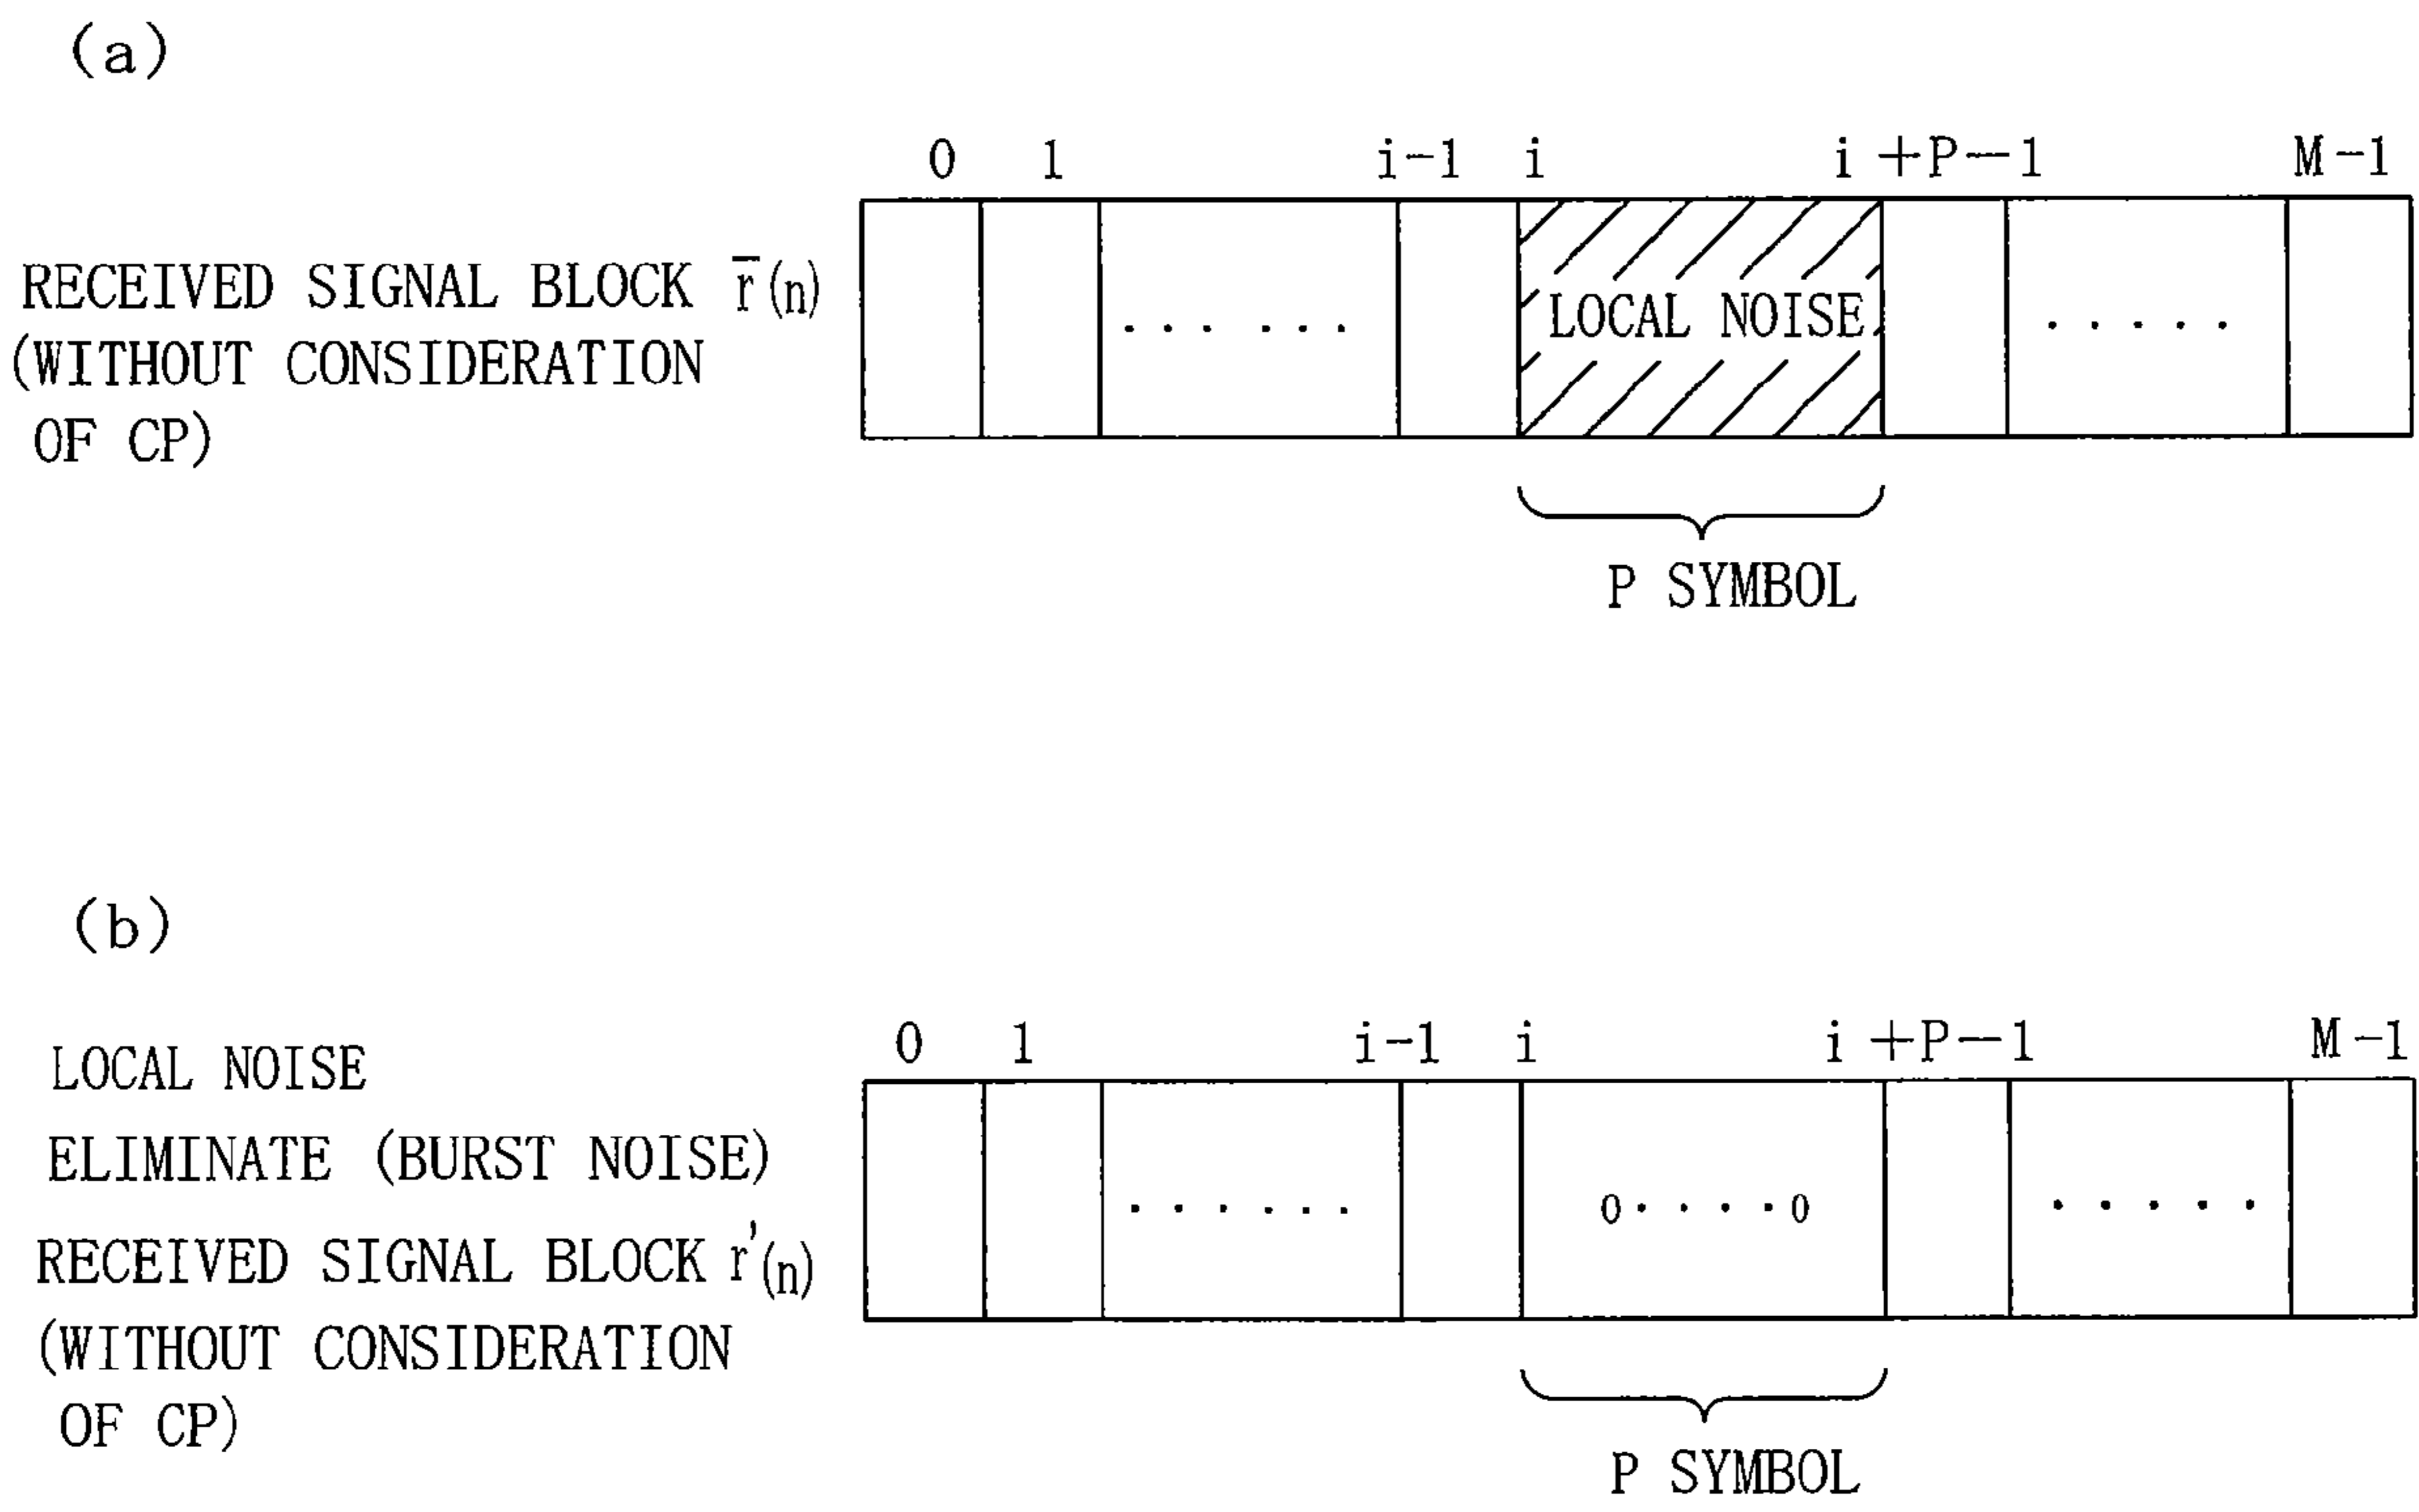 (a)
0 1 i-1 i i+P-1 M-1
RECEIVED SIGNAL BLOCK r̄(n)
(WITHOUT CONSIDERATION
OF CP)
...... LOCAL NOISE .....
P SYMBOL
(b)
0 1 i-1 i i+P-1 M-1
LOCAL NOISE
ELIMINATE (BURST NOISE)
RECEIVED SIGNAL BLOCK r'(n)
(WITHOUT CONSIDERATION
OF CP)
...... 0....0 .....
P SYMBOL